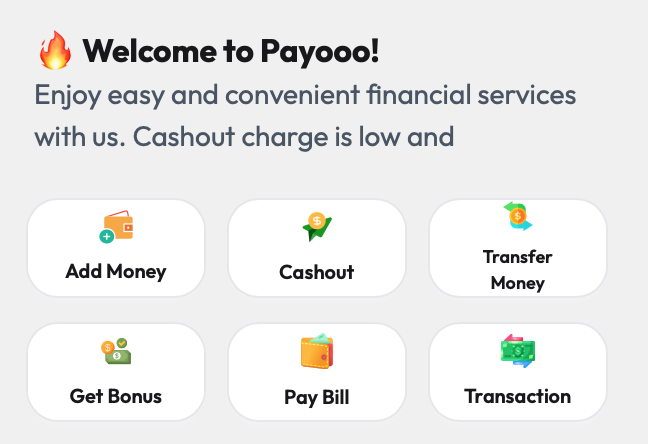 🔥 Welcome to Payooo!
Enjoy easy and convenient financial services
with us. Cashout charge is low and
Add Money
Cashout
Transfer
Money
Get Bonus
Pay Bill
Transaction